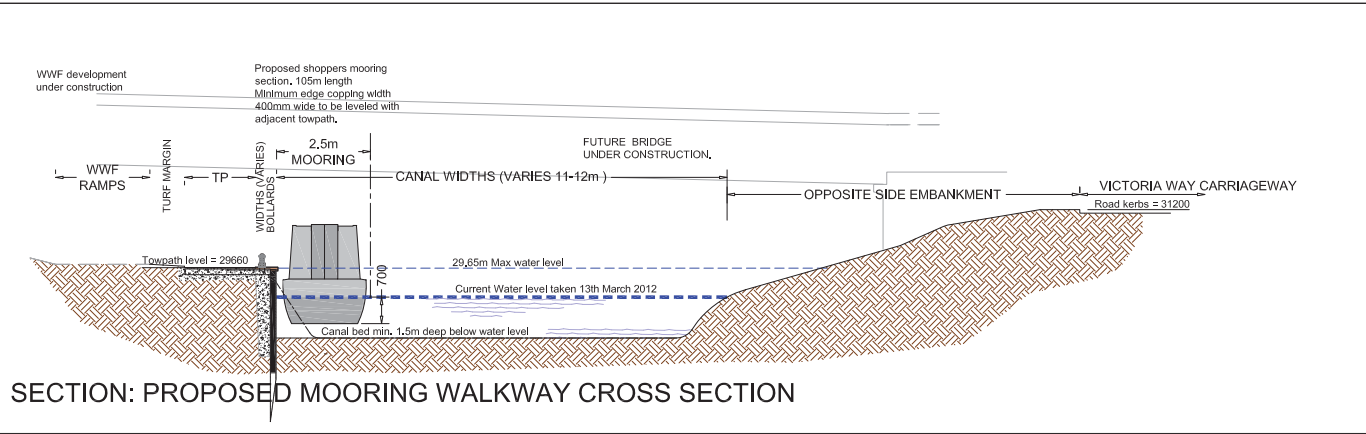 WWF development
under construction
Proposed shoppers mooring
section. 105m length
Minimum edge copping width
400mm wide to be leveled with
adjacent towpath.
2.5m
MOORING
FUTURE BRIDGE
UNDER CONSTRUCTION.
WWF
RAMPS
TURF MARGIN
TP
WIDTHS (VARIES)
BOLLARDS
CANAL WIDTHS (VARIES 11-12m )
OPPOSITE SIDE EMBANKMENT
VICTORIA WAY CARRIAGEWAY
Road kerbs = 31200
Towpath level = 29660
29.65m Max water level
700
Current Water level taken 13th March 2012
Canal bed min. 1.5m deep below water level
SECTION: PROPOSED MOORING WALKWAY CROSS SECTION